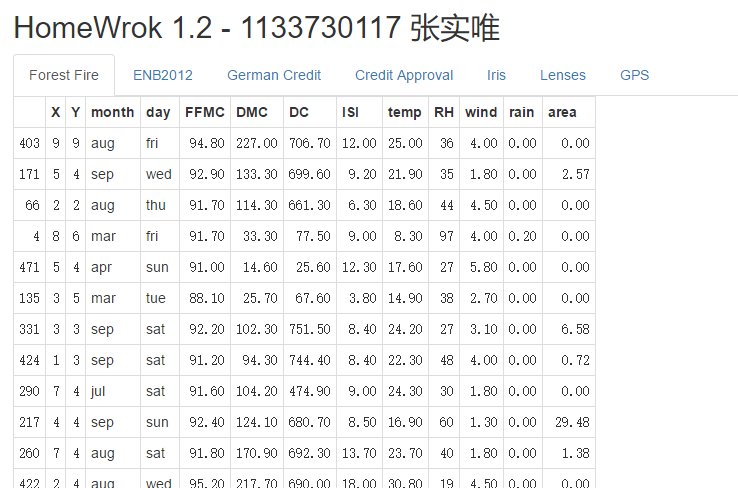 HomeWrok 1.2 - 1133730117 张实唯
Forest Fire ENB2012 German Credit Credit Approval Iris Lenses GPS
X Y month day FFMC DMC DC ISI temp RH wind rain area
403 9 9 aug fri 94.80 227.00 706.70 12.00 25.00 36 4.00 0.00 0.00
171 5 4 sep wed 92.90 133.30 699.60 9.20 21.90 35 1.80 0.00 2.57
66 2 2 aug thu 91.70 114.30 661.30 6.30 18.60 44 4.50 0.00 0.00
4 8 6 mar fri 91.70 33.30 77.50 9.00 8.30 97 4.00 0.20 0.00
471 5 4 apr sun 91.00 14.60 25.60 12.30 17.60 27 5.80 0.00 0.00
135 3 5 mar tue 88.10 25.70 67.60 3.80 14.90 38 2.70 0.00 0.00
331 3 3 sep sat 92.20 102.30 751.50 8.40 24.20 27 3.10 0.00 6.58
424 1 3 sep sat 91.20 94.30 744.40 8.40 22.30 48 4.00 0.00 0.72
290 7 4 jul sat 91.60 104.20 474.90 9.00 24.30 30 1.80 0.00 0.00
217 4 4 sep sun 92.40 124.10 680.70 8.50 16.90 60 1.30 0.00 29.48
260 7 4 aug sat 91.80 170.90 692.30 13.70 23.70 40 1.80 0.00 1.38
422 2 4 aug wed 95.20 217.70 690.00 18.00 30.80 19 4.50 0.00 0.00